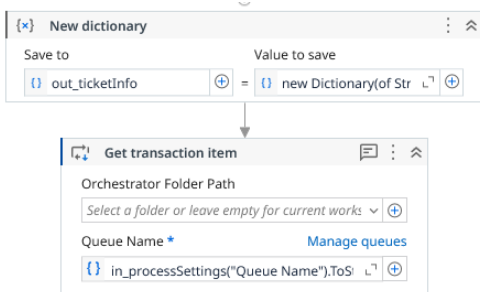 New dictionary
Save to
Value to save
out_ticketInfo
=
new Dictionary(of Str
Get transaction item
Orchestrator Folder Path
Select a folder or leave empty for current works
Queue Name *
Manage queues
in_processSettings("Queue Name").ToSt